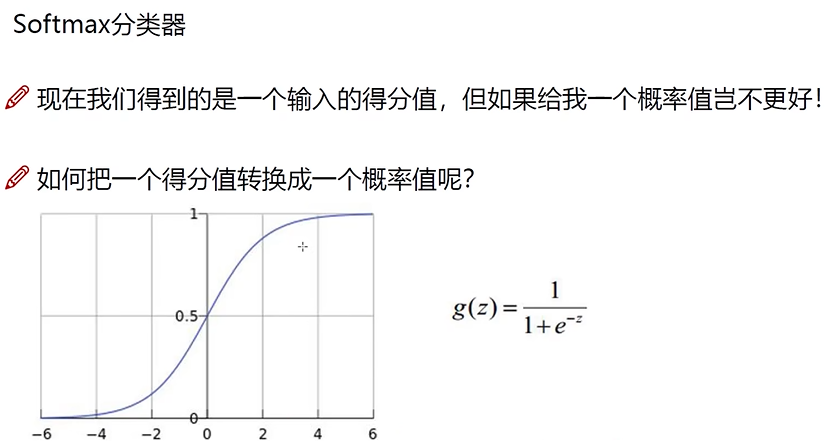 Softmax分类器
现在我们得到的是一个输入的得分值，但如果给我一个概率值岂不更好！
如何把一个得分值转换成一个概率值呢？
1
0.5
0
−6 −4 −2 0 2 4 6
g(z) = 1 / (1 + e^{−z})